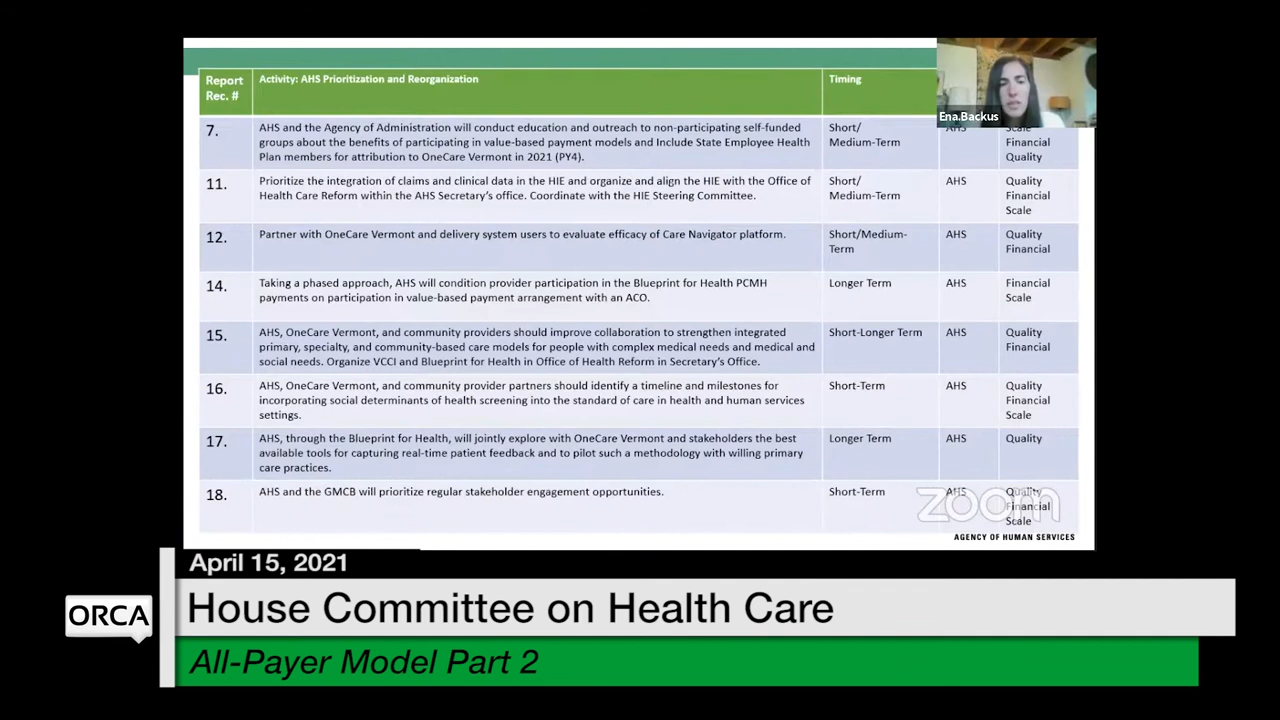 Report
Rec. #
Activity: AHS Prioritization and Reorganization
Timing
Ena.Backus
7.
AHS and the Agency of Administration will conduct education and outreach to non-participating self-funded
groups about the benefits of participating in value-based payment models and Include State Employee Health
Plan members for attribution to OneCare Vermont in 2021 (PY4).
Short/
Medium-Term
AHS
Scale
Financial
Quality
11.
Prioritize the integration of claims and clinical data in the HIE and organize and align the HIE with the Office of
Health Care Reform within the AHS Secretary's office. Coordinate with the HIE Steering Committee.
Short/
Medium-Term
AHS
Quality
Financial
Scale
12.
Partner with OneCare Vermont and delivery system users to evaluate efficacy of Care Navigator platform.
Short/Medium-
Term
AHS
Quality
Financial
14.
Taking a phased approach, AHS will condition provider participation in the Blueprint for Health PCMH
payments on participation in value-based payment arrangement with an ACO.
Longer Term
AHS
Financial
Scale
15.
AHS, OneCare Vermont, and community providers should improve collaboration to strengthen integrated
primary, specialty, and community-based care models for people with complex medical needs and medical and
social needs. Organize VCCI and Blueprint for Health in Office of Health Reform in Secretary's Office.
Short-Longer Term
AHS
Quality
Financial
16.
AHS, OneCare Vermont, and community provider partners should identify a timeline and milestones for
incorporating social determinants of health screening into the standard of care in health and human services
settings.
Short-Term
AHS
Quality
Financial
Scale
17.
AHS, through the Blueprint for Health, will jointly explore with OneCare Vermont and stakeholders the best
available tools for capturing real-time patient feedback and to pilot such a methodology with willing primary
care practices.
Longer Term
AHS
Quality
18.
AHS and the GMCB will prioritize regular stakeholder engagement opportunities.
Short-Term
AHS
Quality
Financial
Scale
zoom
AGENCY OF HUMAN SERVICES
April 15, 2021
ORCA
House Committee on Health Care
All-Payer Model Part 2